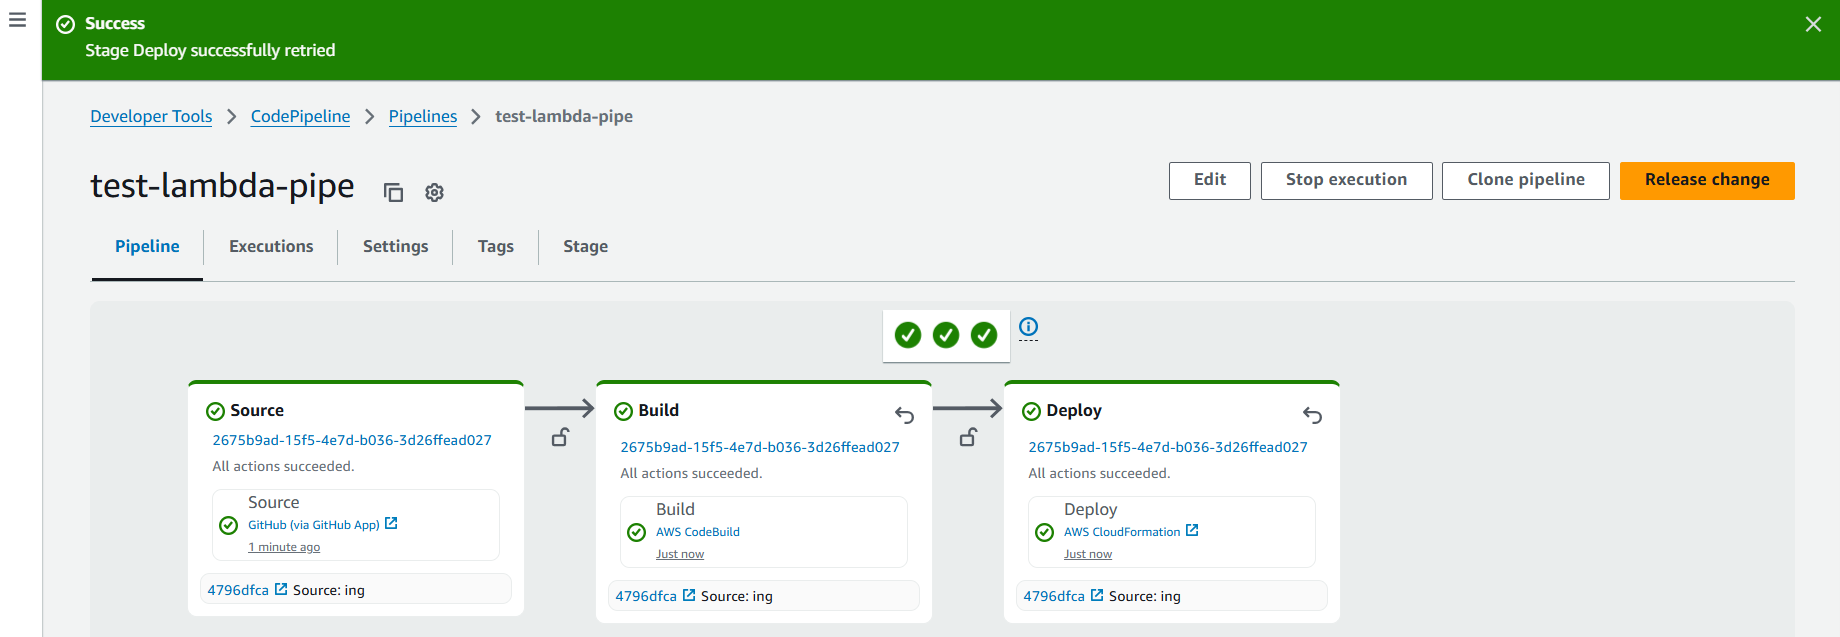 Success
Stage Deploy successfully retried
Developer Tools > CodePipeline > Pipelines > test-lambda-pipe
test-lambda-pipe
Edit
Stop execution
Clone pipeline
Release change
Pipeline
Executions
Settings
Tags
Stage
Source
2675b9ad-15f5-4e7d-b036-3d26ffead027
All actions succeeded.
Source
GitHub (via GitHub App)
1 minute ago
4796dfca Source: ing
Build
2675b9ad-15f5-4e7d-b036-3d26ffead027
All actions succeeded.
Build
AWS CodeBuild
Just now
4796dfca Source: ing
Deploy
2675b9ad-15f5-4e7d-b036-3d26ffead027
All actions succeeded.
Deploy
AWS CloudFormation
Just now
4796dfca Source: ing